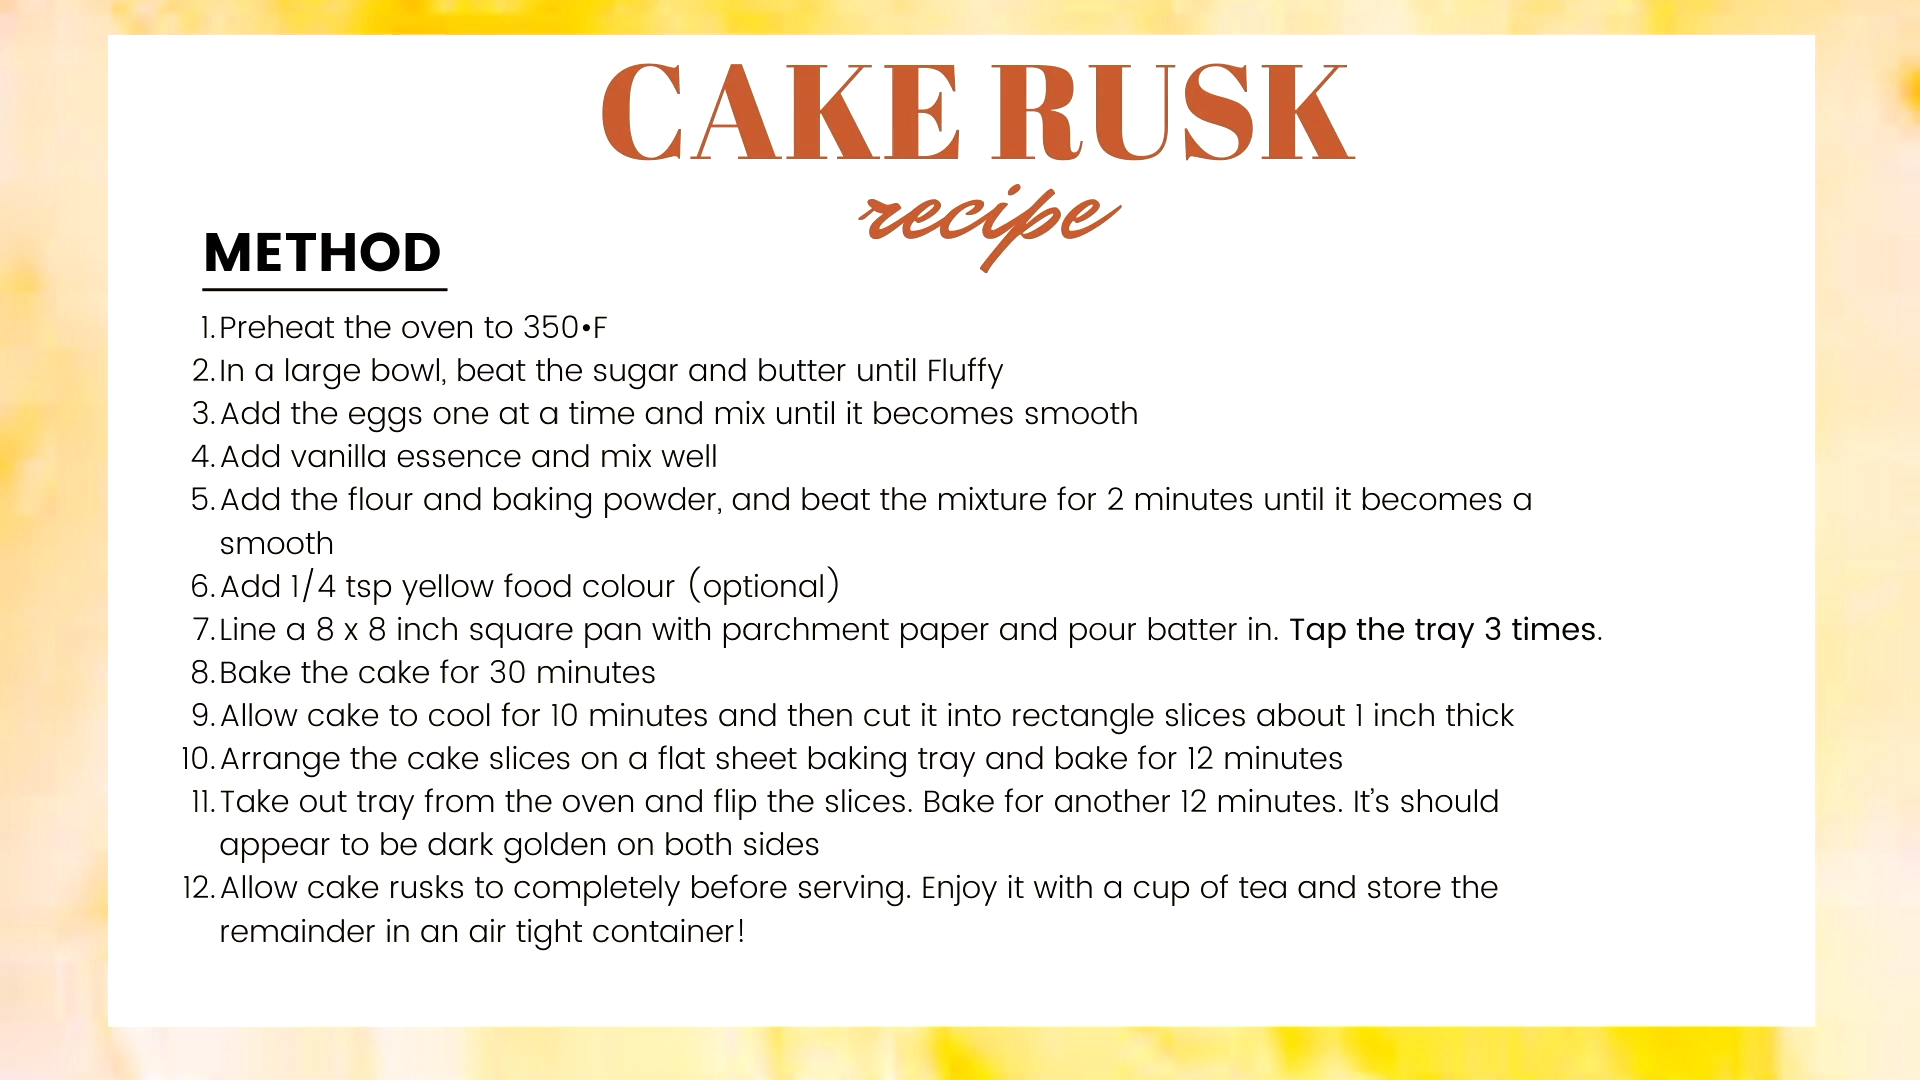 CAKE RUSK
recipe
METHOD
1. Preheat the oven to 350•F
2. In a large bowl, beat the sugar and butter until Fluffy
3. Add the eggs one at a time and mix until it becomes smooth
4. Add vanilla essence and mix well
5. Add the flour and baking powder, and beat the mixture for 2 minutes until it becomes a
smooth
6. Add 1/4 tsp yellow food colour (optional)
7. Line a 8 x 8 inch square pan with parchment paper and pour batter in. Tap the tray 3 times.
8. Bake the cake for 30 minutes
9. Allow cake to cool for 10 minutes and then cut it into rectangle slices about 1 inch thick
10. Arrange the cake slices on a flat sheet baking tray and bake for 12 minutes
11. Take out tray from the oven and flip the slices. Bake for another 12 minutes. It’s should
appear to be dark golden on both sides
12. Allow cake rusks to completely before serving. Enjoy it with a cup of tea and store the
remainder in an air tight container!